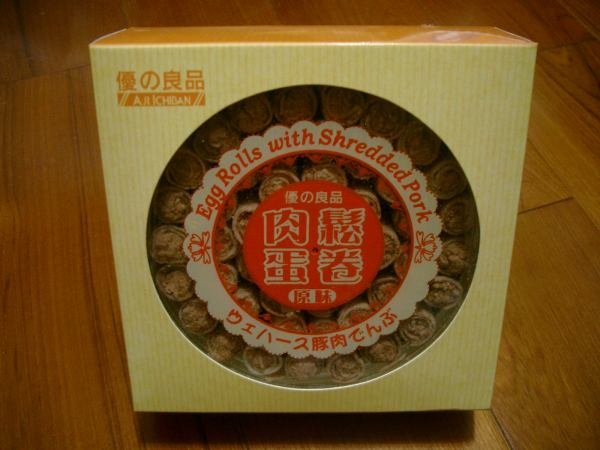 優の良品
AJI ICHIBAN
Egg Rolls with Shredded Pork
優の良品
肉鬆
蛋卷
原味
ウェハース豚肉でんぶ